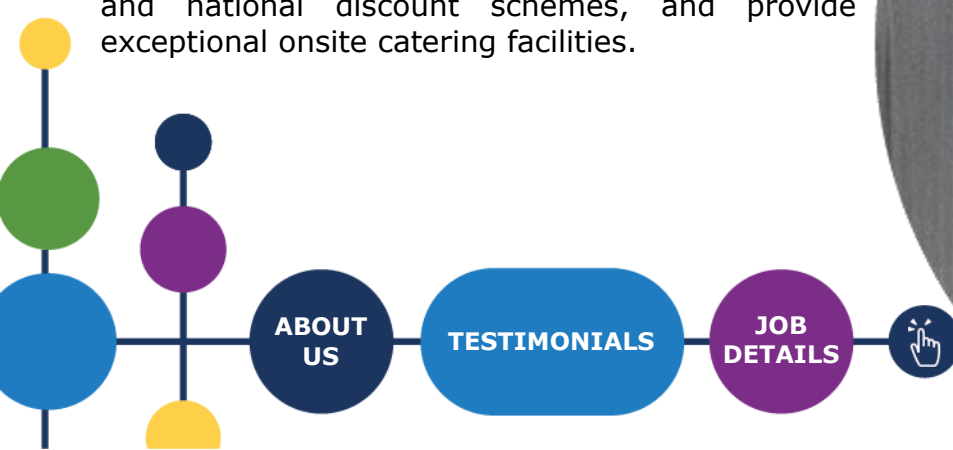 and national discount schemes, and provide
exceptional onsite catering facilities.
ABOUT
US
TESTIMONIALS
JOB
DETAILS